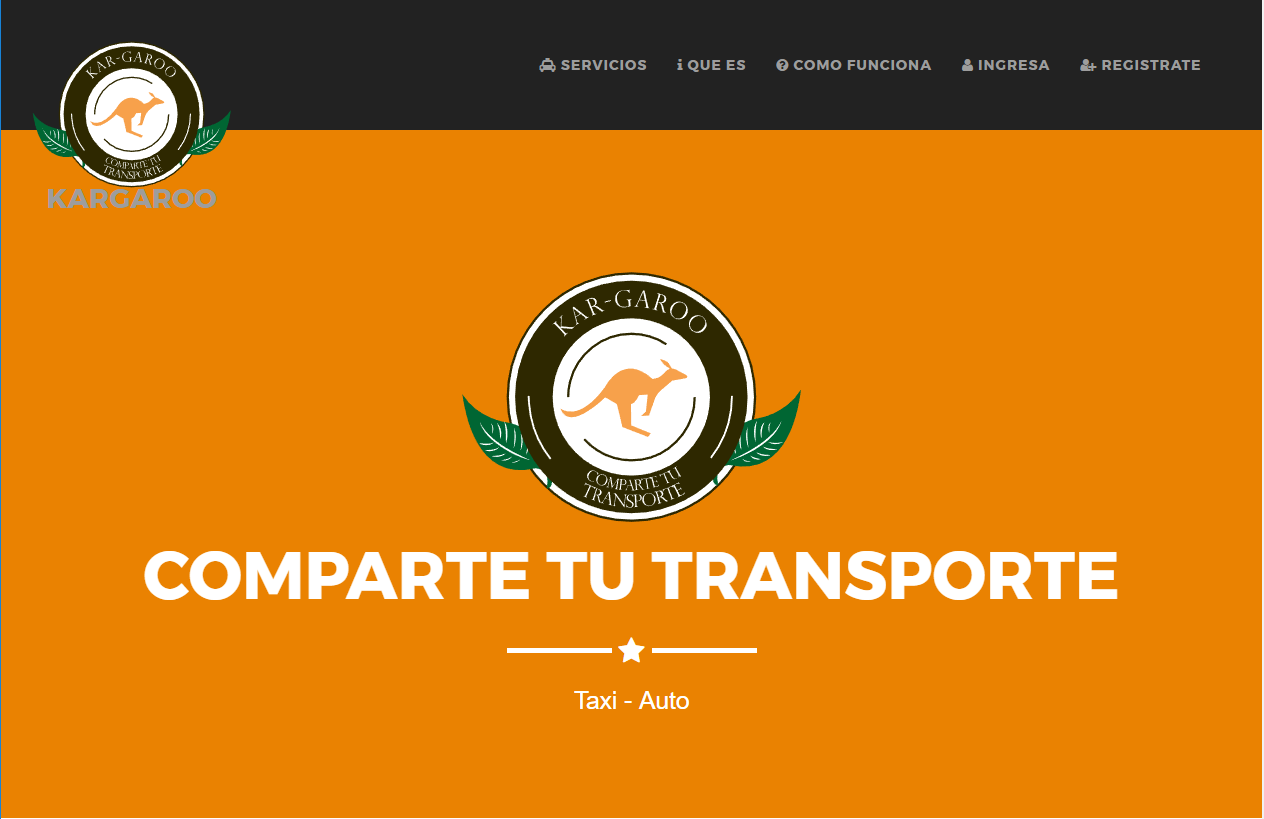 KAR-GAROO
COMPARTE TU
TRANSPORTE
KARGAROO
SERVICIOS
QUE ES
COMO FUNCIONA
INGRESA
REGISTRATE
KAR-GAROO
COMPARTE TU
TRANSPORTE
COMPARTE TU TRANSPORTE
Taxi - Auto